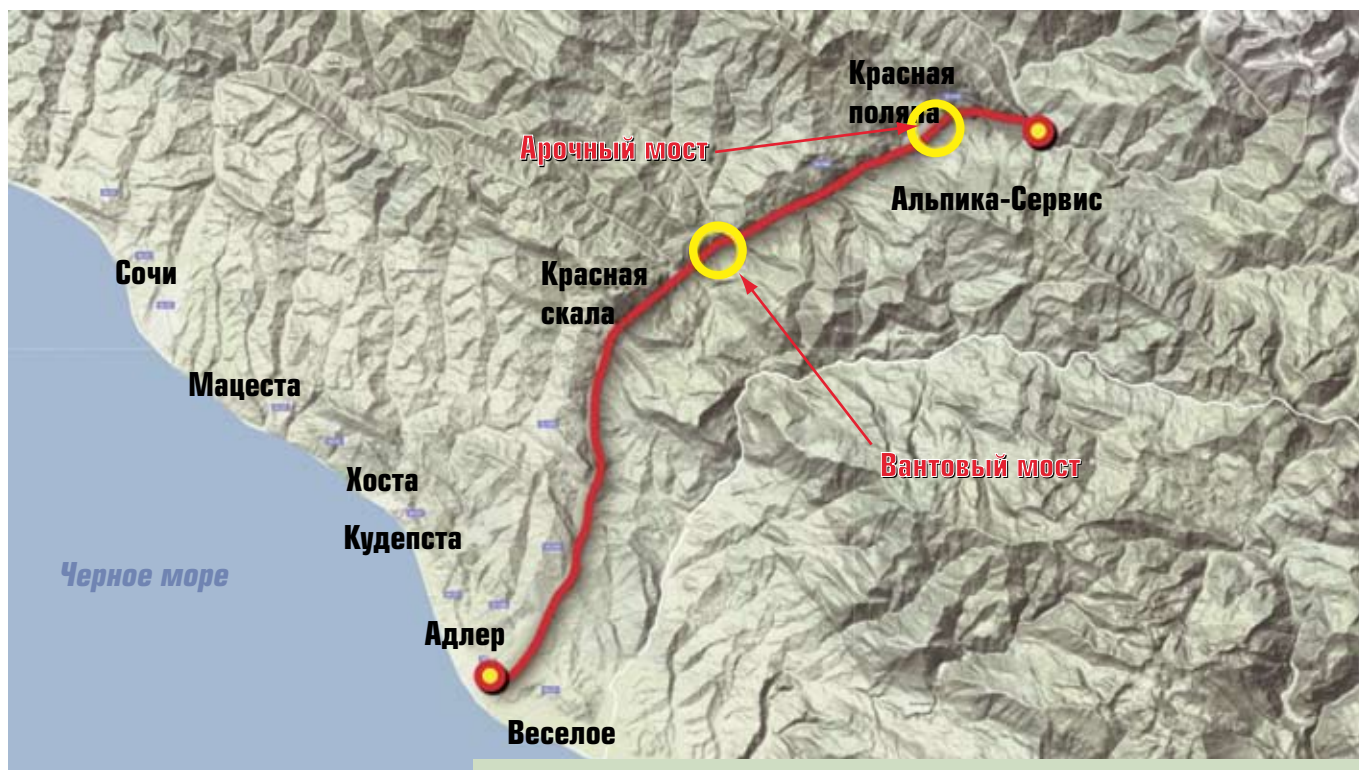 Красная
поляна
Арочный мост
Альпика-Сервис
Сочи
Красная
скала
Мацеста
Вантовый мост
Хоста
Кудепста
Черное море
Адлер
Веселое